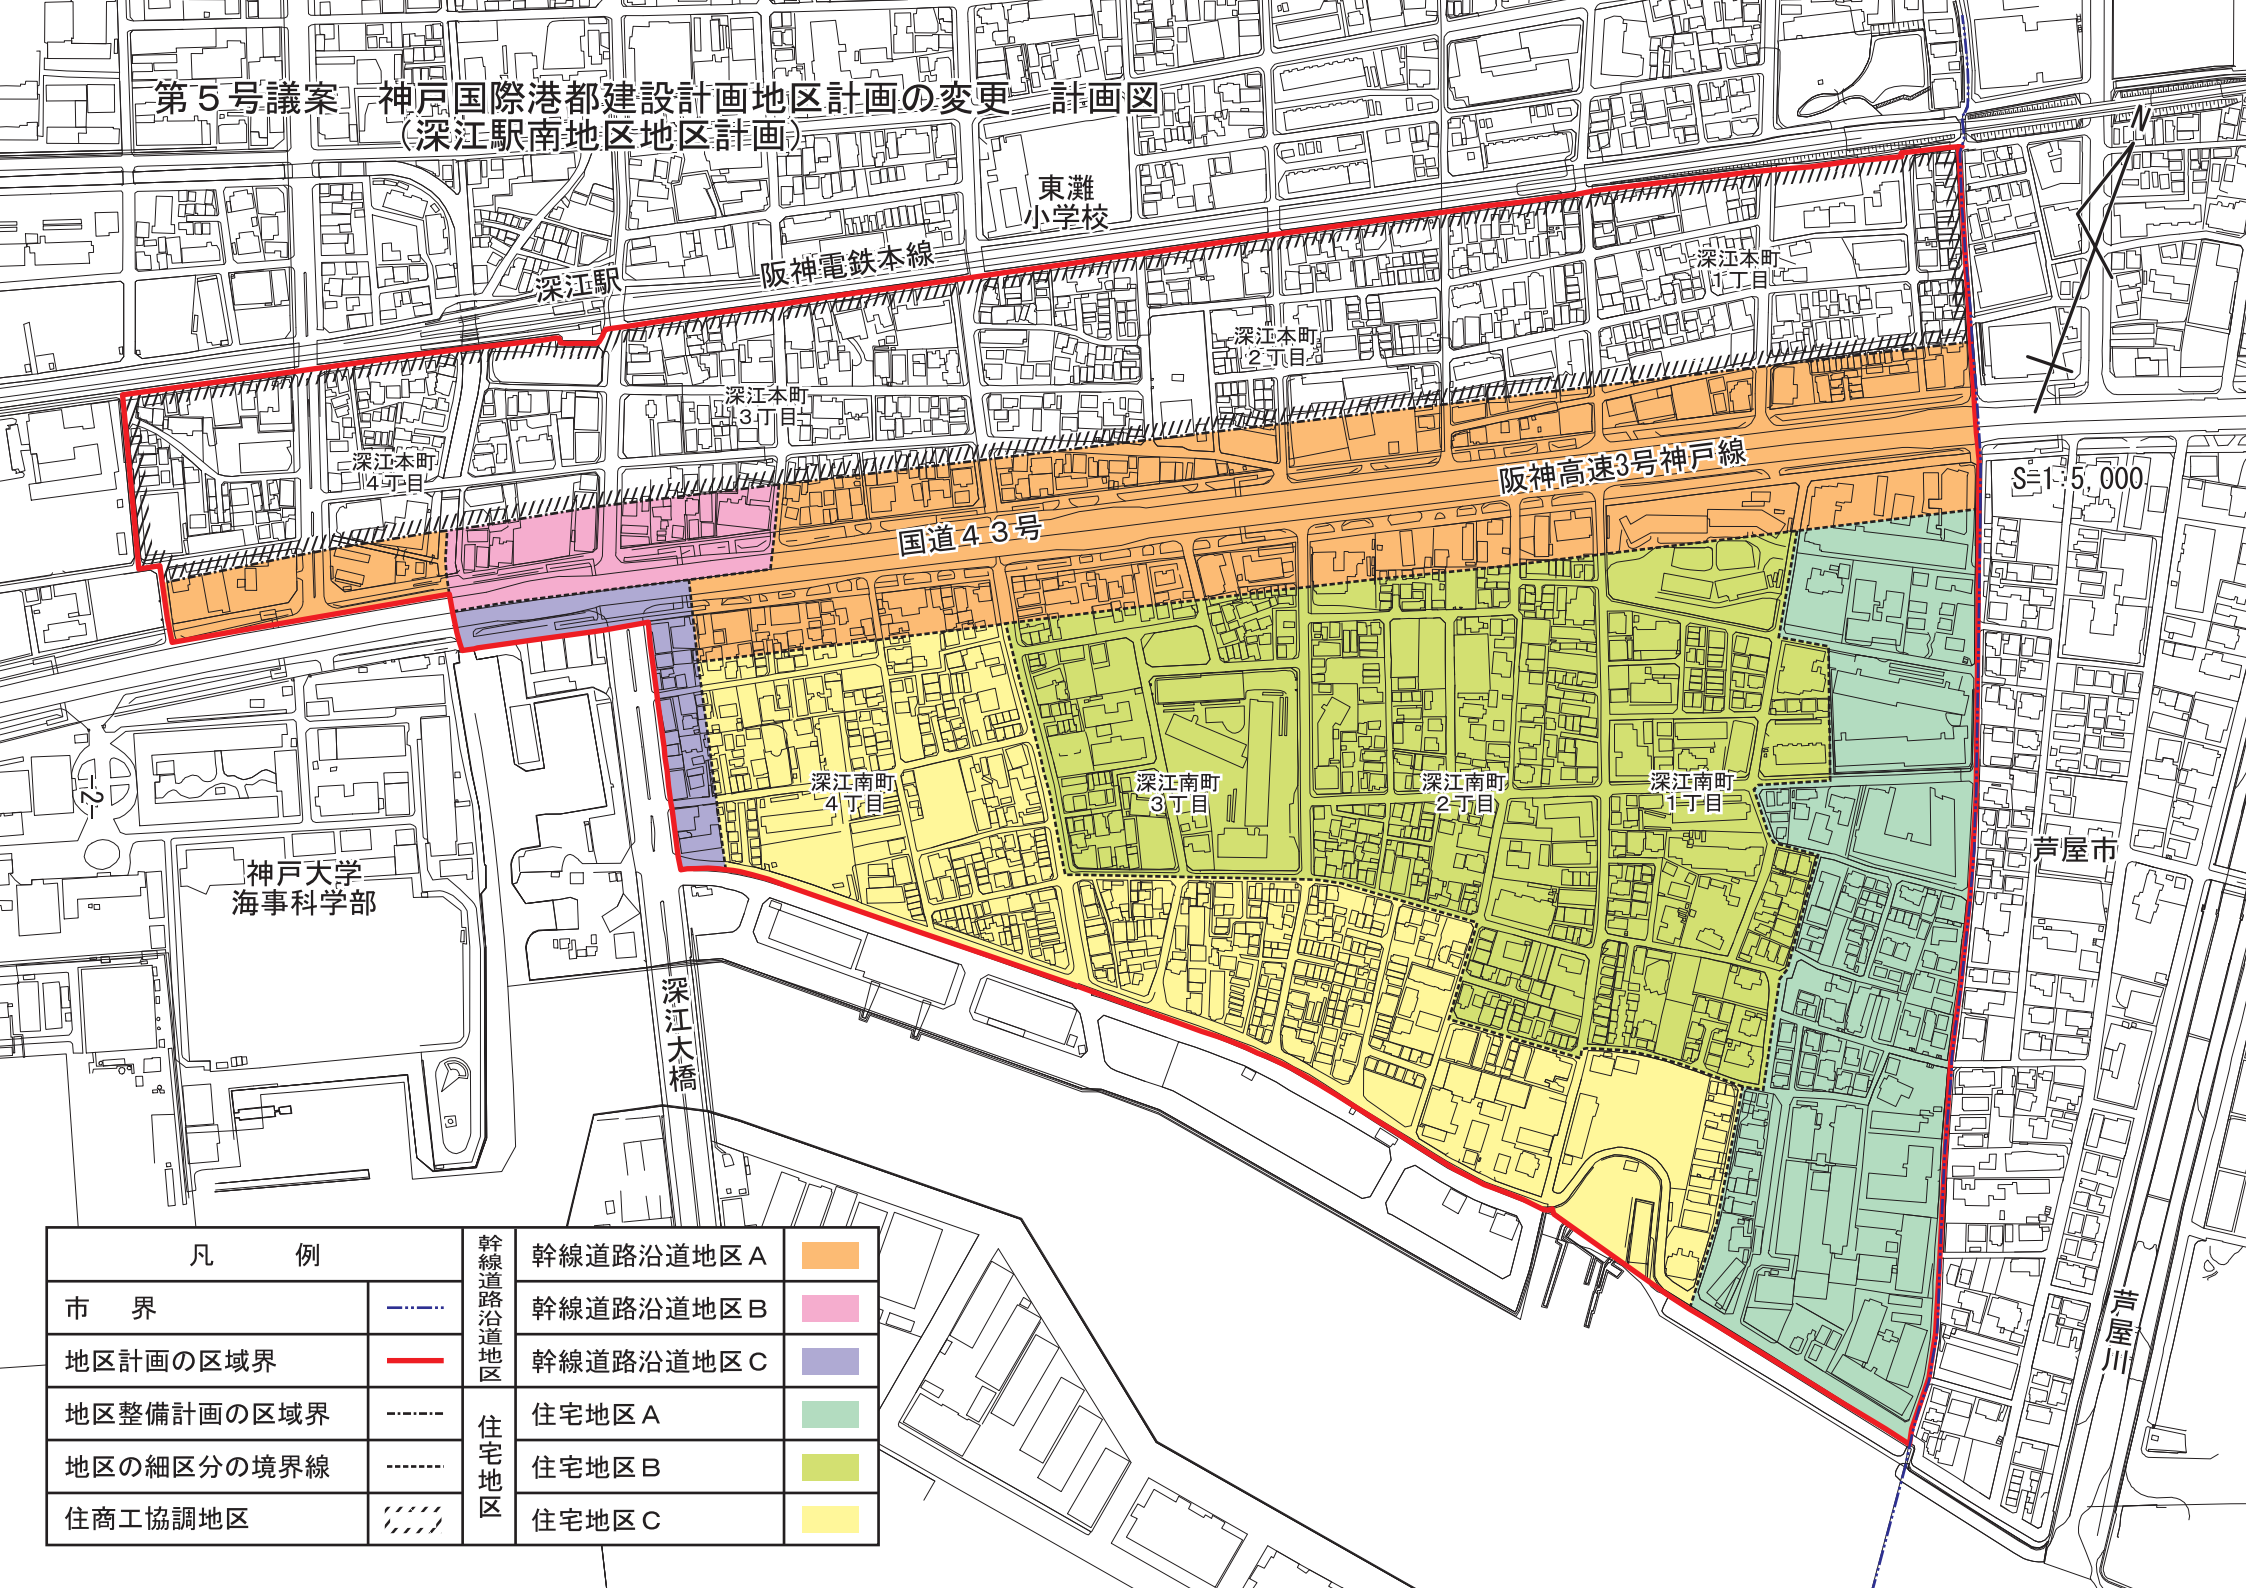 第５号議案　神戸国際港都建設計画地区計画の変更　計画図
（深江駅南地区地区計画）
N
東灘
小学校
阪神電鉄本線
深江駅
深江本町
１丁目
深江本町
２丁目
深江本町
３丁目
深江本町
４丁目
阪神高速3号神戸線
S=1:5,000
国道４３号
深江南町
４丁目
深江南町
３丁目
深江南町
２丁目
深江南町
１丁目
－2－
芦屋市
神戸大学
海事科学部
深江大橋
芦屋川
凡　例
市　界
地区計画の区域界
地区整備計画の区域界
地区の細区分の境界線
住商工協調地区
幹線道路沿道地区
幹線道路沿道地区Ａ
幹線道路沿道地区Ｂ
幹線道路沿道地区Ｃ
住宅地区
住宅地区Ａ
住宅地区Ｂ
住宅地区Ｃ